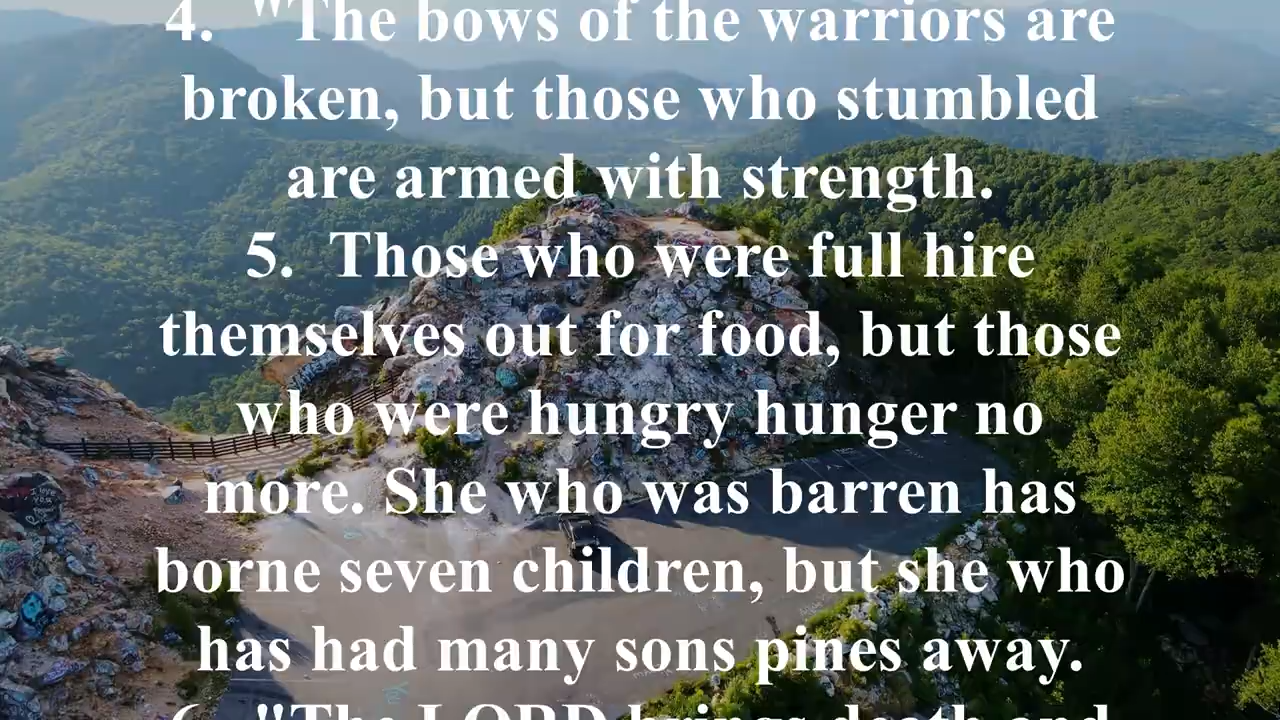 4. "The bows of the warriors are
broken, but those who stumbled
are armed with strength.
5. Those who were full hire
themselves out for food, but those
who were hungry hunger no
more. She who was barren has
borne seven children, but she who
has had many sons pines away.
6. "The LORD brings death and
I love
you